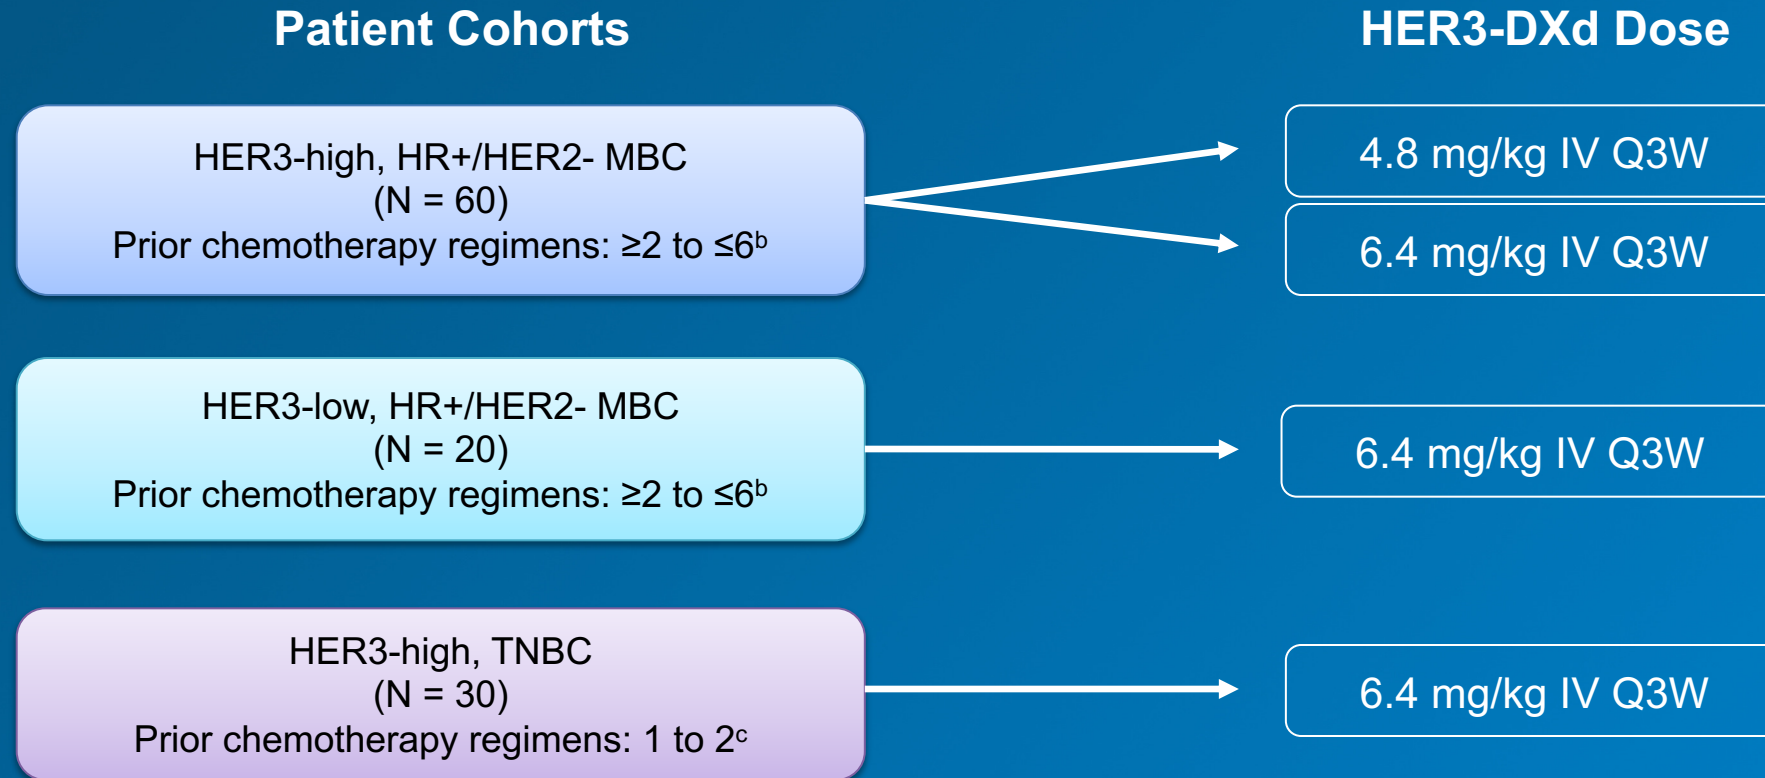 Patient Cohorts
HER3-DXd Dose
HER3-high, HR+/HER2- MBC
(N = 60)
Prior chemotherapy regimens: ≥2 to ≤6ᵇ
4.8 mg/kg IV Q3W
6.4 mg/kg IV Q3W
HER3-low, HR+/HER2- MBC
(N = 20)
Prior chemotherapy regimens: ≥2 to ≤6ᵇ
6.4 mg/kg IV Q3W
HER3-high, TNBC
(N = 30)
Prior chemotherapy regimens: 1 to 2ᶜ
6.4 mg/kg IV Q3W